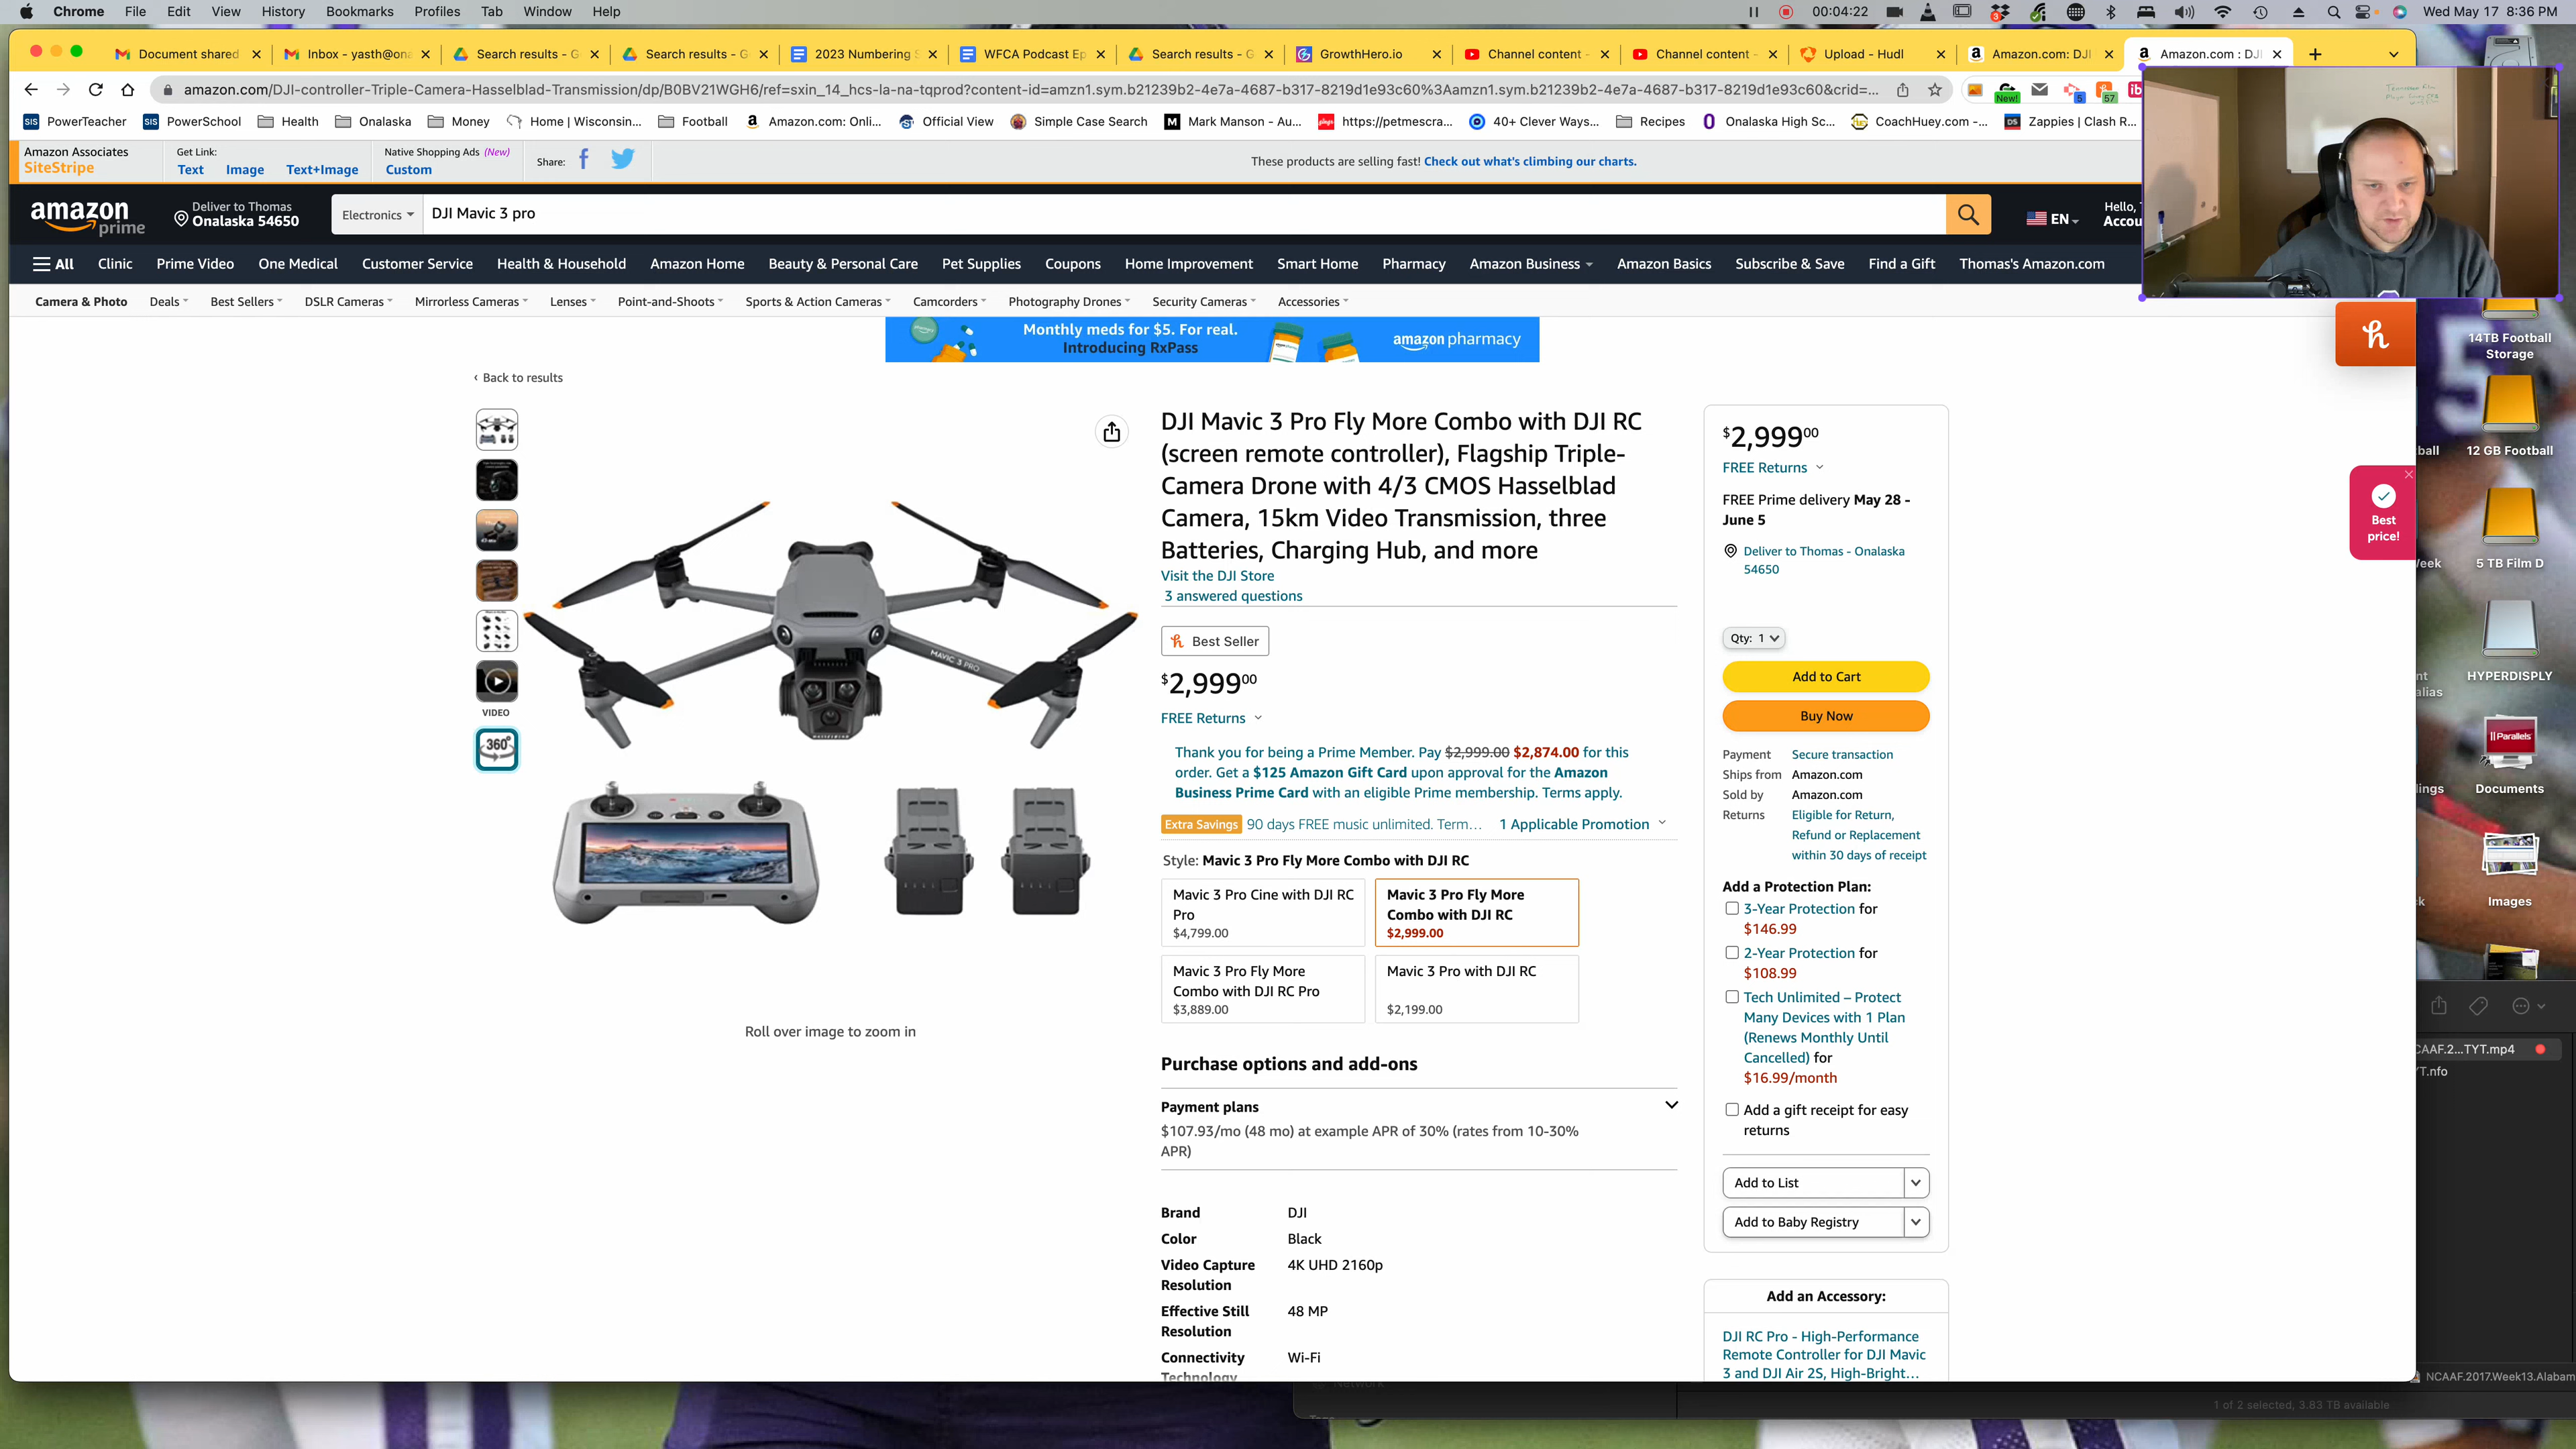 Chrome File Edit View History Bookmarks Profiles Tab Window Help 00:04:22 3 Wed May 17 8:36 PM
Document shared Inbox - yasth@ona Search results - G Search results - G 2023 Numbering S WFCA Podcast Ep Search results - G GrowthHero.io Channel content - Channel content - Upload - Hudl Amazon.com: DJI Amazon.com : DJI
amazon.com/DJI-controller-Triple-Camera-Hasselblad-Transmission/dp/B0BV21WGH6/ref=sxin_14_hcs-la-na-tqprod?content-id=amzn1.sym.b21239b2-4e7a-4687-b317-8219d1e93c60%3Aamzn1.sym.b21239b2-4e7a-4687-b317-8219d1e93c60&crid=... New! 5 57
SIS PowerTeacher SIS PowerSchool Health Onalaska Money Home | Wisconsin... Football Amazon.com: Onli... Official View Simple Case Search M Mark Manson - Au... https://petmescra... 40+ Clever Ways... Recipes Onalaska High Sc... CoachHuey.com -... DS Zappies | Clash R...
Amazon Associates
SiteStripe
Get Link:
Text Image Text+Image
Native Shopping Ads (New)
Custom
Share:
These products are selling fast! Check out what's climbing our charts.
amazon prime
Deliver to Thomas
Onalaska 54650
Electronics DJI Mavic 3 pro
EN
Hello,
Accou
All Clinic Prime Video One Medical Customer Service Health & Household Amazon Home Beauty & Personal Care Pet Supplies Coupons Home Improvement Smart Home Pharmacy Amazon Business Amazon Basics Subscribe & Save Find a Gift Thomas's Amazon.com
Camera & Photo Deals Best Sellers DSLR Cameras Mirrorless Cameras Lenses Point-and-Shoots Sports & Action Cameras Camcorders Photography Drones Security Cameras Accessories
Monthly meds for $5. For real.
Introducing RxPass
amazon pharmacy
‹ Back to results
VIDEO
360°
MAVIC 3 PRO
HASSELBLAD
Roll over image to zoom in
DJI Mavic 3 Pro Fly More Combo with DJI RC
(screen remote controller), Flagship Triple-
Camera Drone with 4/3 CMOS Hasselblad
Camera, 15km Video Transmission, three
Batteries, Charging Hub, and more
Visit the DJI Store
3 answered questions
Best Seller
$2,999.00
FREE Returns
Thank you for being a Prime Member. Pay $2,999.00 $2,874.00 for this
order. Get a $125 Amazon Gift Card upon approval for the Amazon
Business Prime Card with an eligible Prime membership. Terms apply.
Extra Savings 90 days FREE music unlimited. Term... 1 Applicable Promotion
Style: Mavic 3 Pro Fly More Combo with DJI RC
Mavic 3 Pro Cine with DJI RC
Pro
$4,799.00
Mavic 3 Pro Fly More
Combo with DJI RC
$2,999.00
Mavic 3 Pro Fly More
Combo with DJI RC Pro
$3,889.00
Mavic 3 Pro with DJI RC
$2,199.00
Purchase options and add-ons
Payment plans
$107.93/mo (48 mo) at example APR of 30% (rates from 10-30%
APR)
Brand DJI
Color Black
Video Capture
Resolution
4K UHD 2160p
Effective Still
Resolution
48 MP
Connectivity
Technology
Wi-Fi
$2,999.00
FREE Returns
FREE Prime delivery May 28 -
June 5
Deliver to Thomas - Onalaska
54650
Qty: 1
Add to Cart
Buy Now
Payment Secure transaction
Ships from Amazon.com
Sold by Amazon.com
Returns Eligible for Return,
Refund or Replacement
within 30 days of receipt
Add a Protection Plan:
3-Year Protection for
$146.99
2-Year Protection for
$108.99
Tech Unlimited – Protect
Many Devices with 1 Plan
(Renews Monthly Until
Cancelled) for
$16.99/month
Add a gift receipt for easy
returns
Add to List
Add to Baby Registry
Add an Accessory:
DJI RC Pro - High-Performance
Remote Controller for DJI Mavic
3 and DJI Air 2S, High-Bright...
Best
price!
14TB Football
Storage
12 GB Football
5 TB Film D
HYPERDISPLY
Parallels
Documents
Images
CAAF.2...TYT.mp4
T.nfo
NCAAF.2017.Week13.Alabam
1 of 2 selected, 3.83 TB available